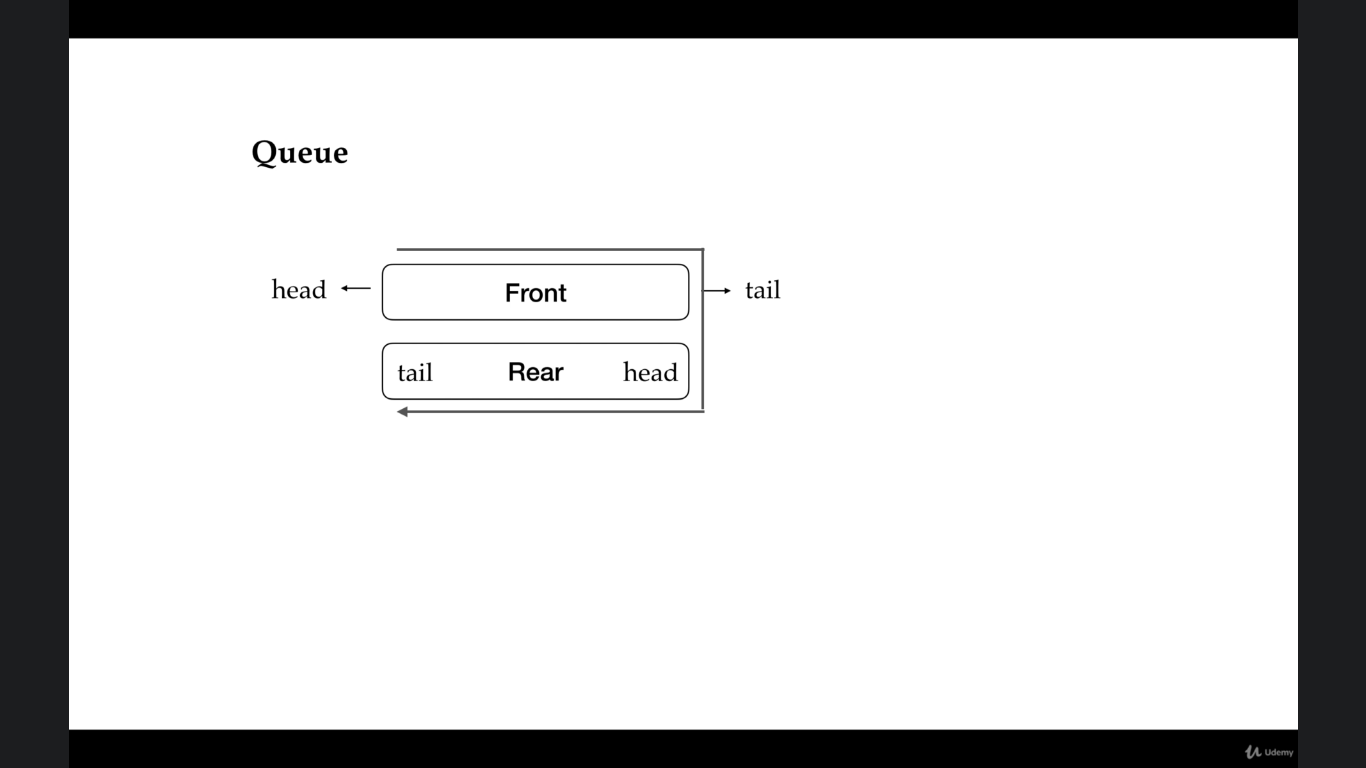 Queue
head Front tail
tail Rear head
Udemy